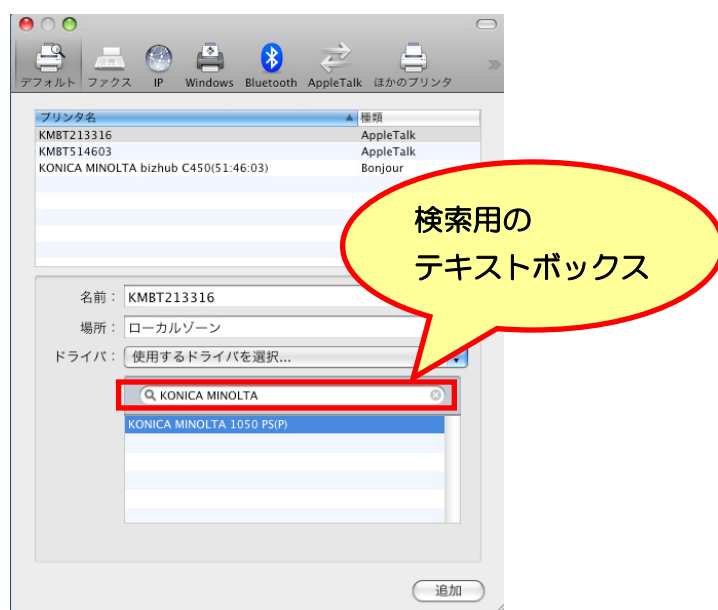 デフォルト ファクス IP Windows Bluetooth AppleTalk ほかのプリンタ
プリンタ名 種類
KMBT213316 AppleTalk
KMBT514603 AppleTalk
KONICA MINOLTA bizhub C450(51:46:03) Bonjour
検索用の
テキストボックス
名前： KMBT213316
場所： ローカルゾーン
ドライバ： 使用するドライバを選択...
KONICA MINOLTA
KONICA MINOLTA 1050 PS(P)
追加